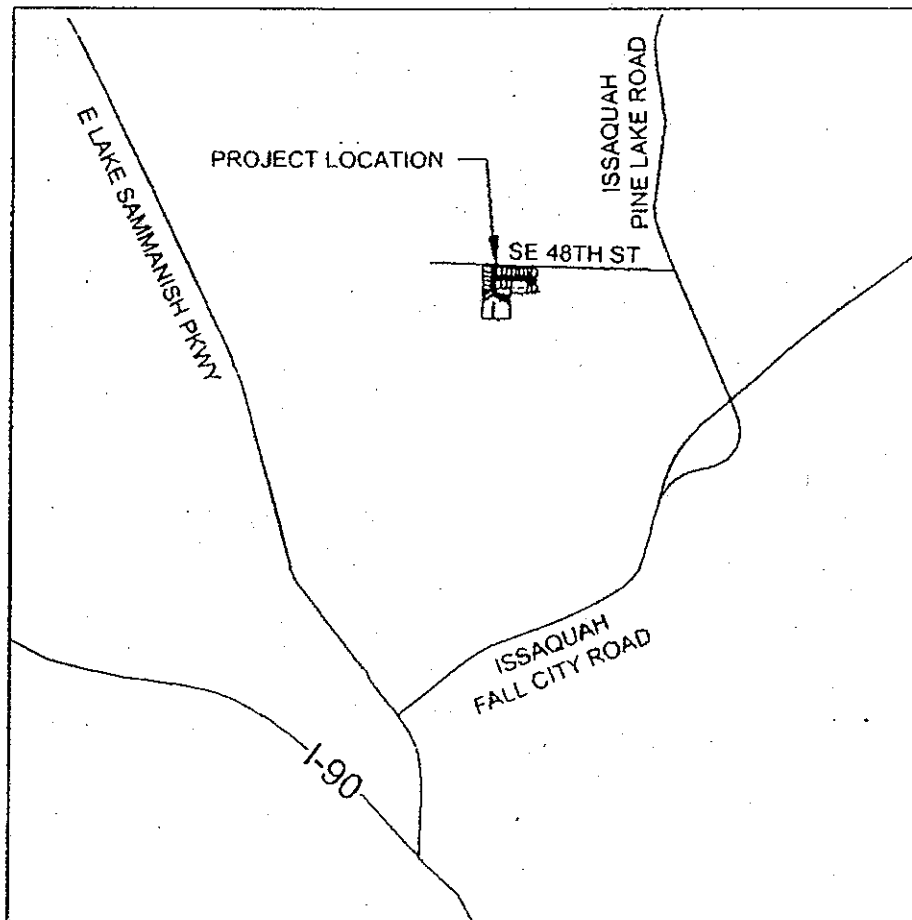 ISSAQUAH
PINE LAKE ROAD
E LAKE SAMMANISH PKWY
PROJECT LOCATION
SE 48TH ST
ISSAQUAH
FALL CITY ROAD
I-90